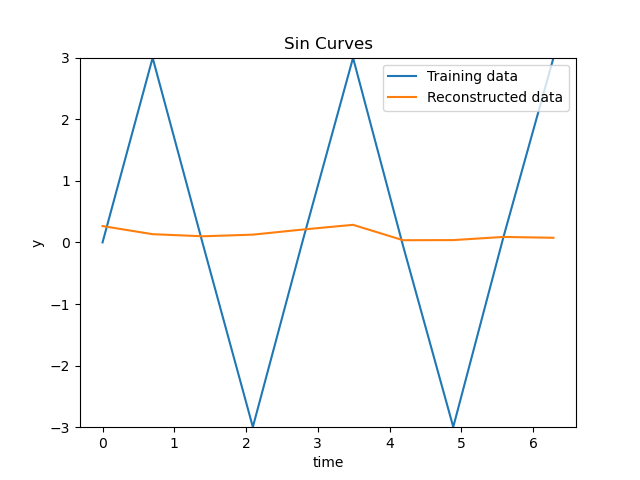 Sin Curves
Training data
Reconstructed data
y
3
2
1
0
−1
−2
−3
0 1 2 3 4 5 6
time